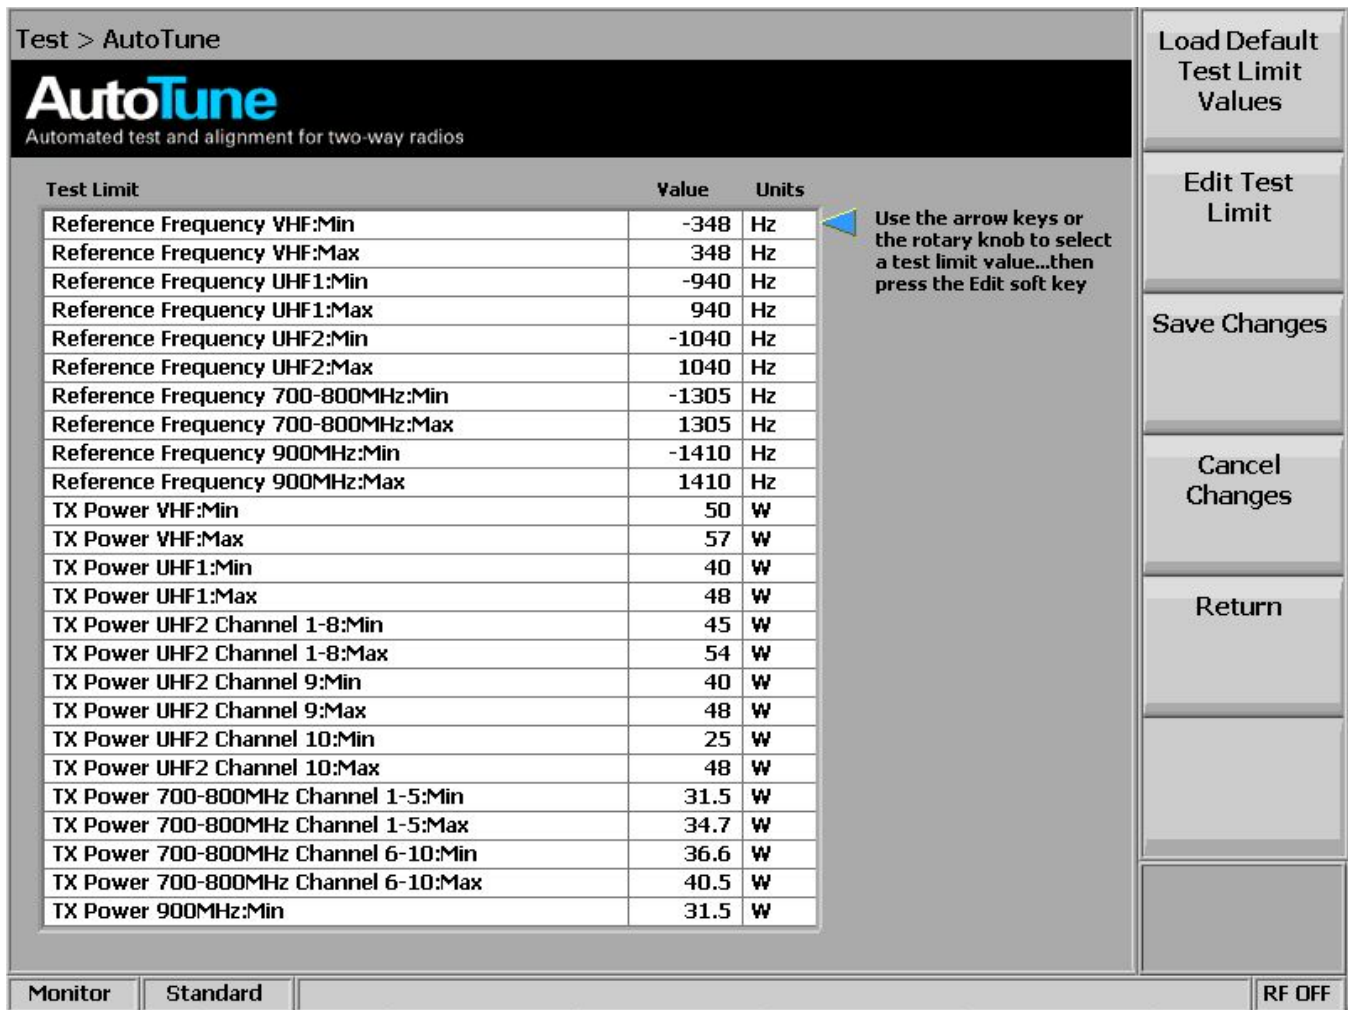 Test > AutoTune
AutoTune
Automated test and alignment for two-way radios
Test Limit Value Units
Reference Frequency VHF:Min -348 Hz
Reference Frequency VHF:Max 348 Hz
Reference Frequency UHF1:Min -940 Hz
Reference Frequency UHF1:Max 940 Hz
Reference Frequency UHF2:Min -1040 Hz
Reference Frequency UHF2:Max 1040 Hz
Reference Frequency 700-800MHz:Min -1305 Hz
Reference Frequency 700-800MHz:Max 1305 Hz
Reference Frequency 900MHz:Min -1410 Hz
Reference Frequency 900MHz:Max 1410 Hz
TX Power VHF:Min 50 W
TX Power VHF:Max 57 W
TX Power UHF1:Min 40 W
TX Power UHF1:Max 48 W
TX Power UHF2 Channel 1-8:Min 45 W
TX Power UHF2 Channel 1-8:Max 54 W
TX Power UHF2 Channel 9:Min 40 W
TX Power UHF2 Channel 9:Max 48 W
TX Power UHF2 Channel 10:Min 25 W
TX Power UHF2 Channel 10:Max 48 W
TX Power 700-800MHz Channel 1-5:Min 31.5 W
TX Power 700-800MHz Channel 1-5:Max 34.7 W
TX Power 700-800MHz Channel 6-10:Min 36.6 W
TX Power 700-800MHz Channel 6-10:Max 40.5 W
TX Power 900MHz:Min 31.5 W
Use the arrow keys or
the rotary knob to select
a test limit value...then
press the Edit soft key
Load Default
Test Limit
Values
Edit Test
Limit
Save Changes
Cancel
Changes
Return
Monitor Standard RF OFF